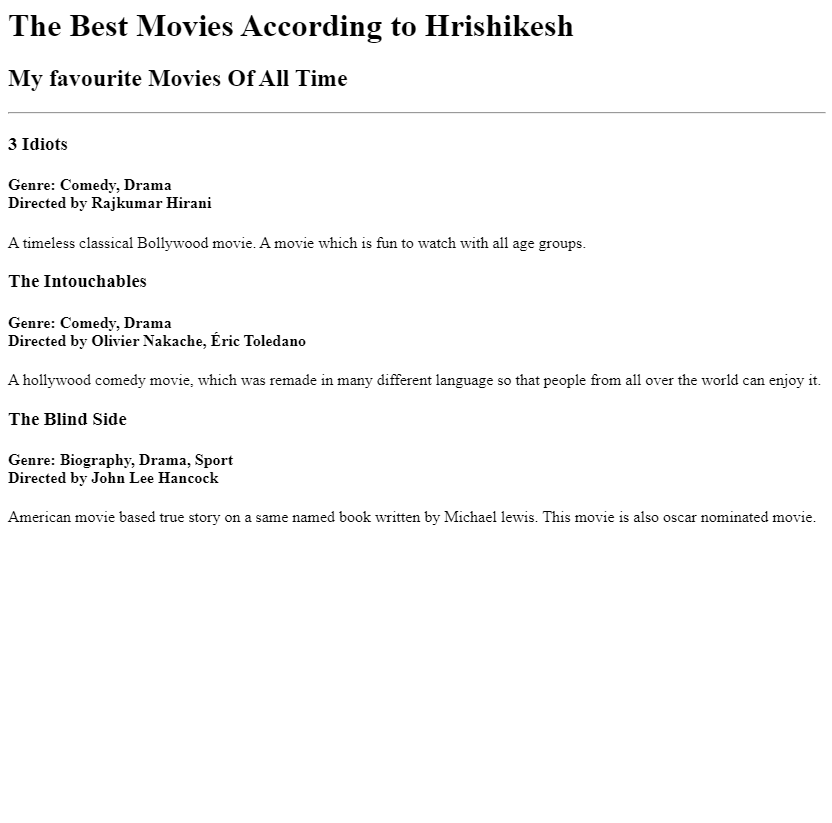 The Best Movies According to Hrishikesh
My favourite Movies Of All Time
3 Idiots
Genre: Comedy, Drama
Directed by Rajkumar Hirani
A timeless classical Bollywood movie. A movie which is fun to watch with all age groups.
The Intouchables
Genre: Comedy, Drama
Directed by Olivier Nakache, Éric Toledano
A hollywood comedy movie, which was remade in many different language so that people from all over the world can enjoy it.
The Blind Side
Genre: Biography, Drama, Sport
Directed by John Lee Hancock
American movie based true story on a same named book written by Michael lewis. This movie is also oscar nominated movie.